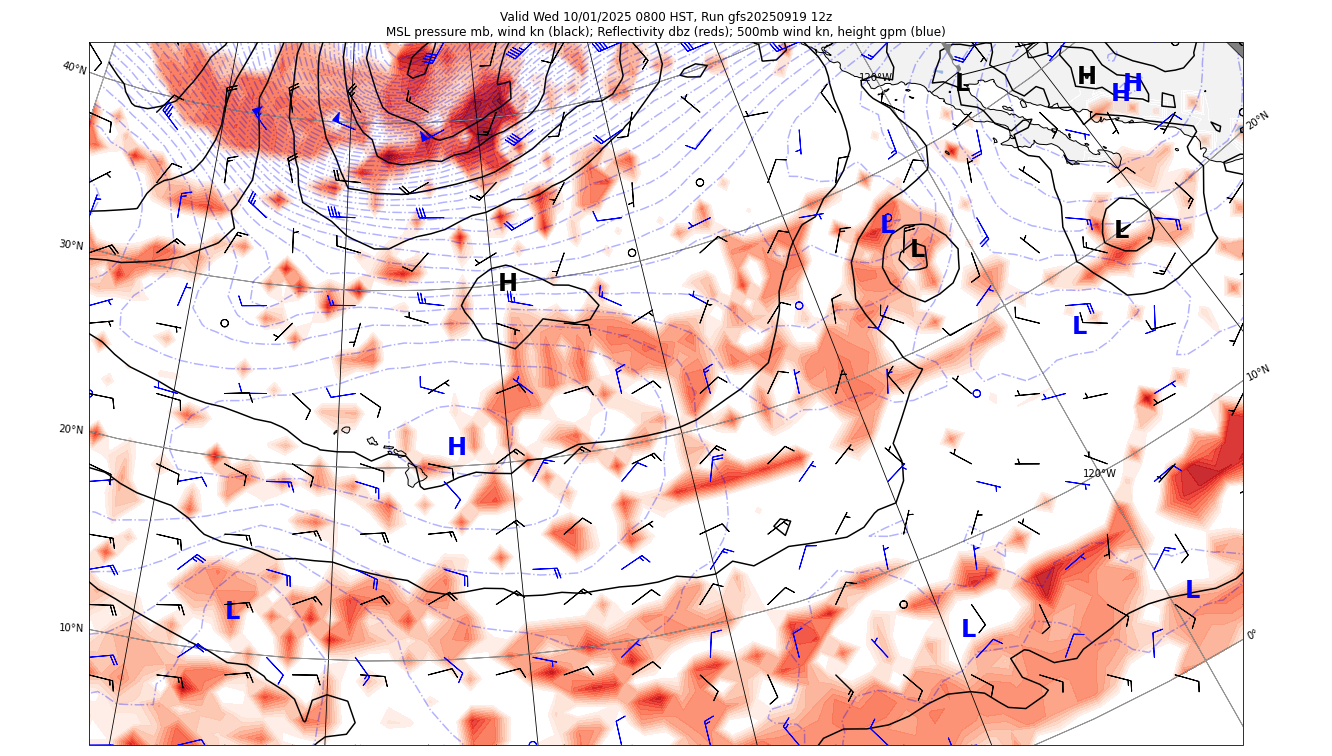 Valid Wed 10/01/2025 0800 HST, Run gfs20250919 12z
MSL pressure mb, wind kn (black); Reflectivity dbz (reds); 500mb wind kn, height gpm (blue)
40°N
120°W
L
H
H
H
20°N
L
L
L
30°N
H
L
10°N
20°N
H
120°W
L
L
L
10°N
0°